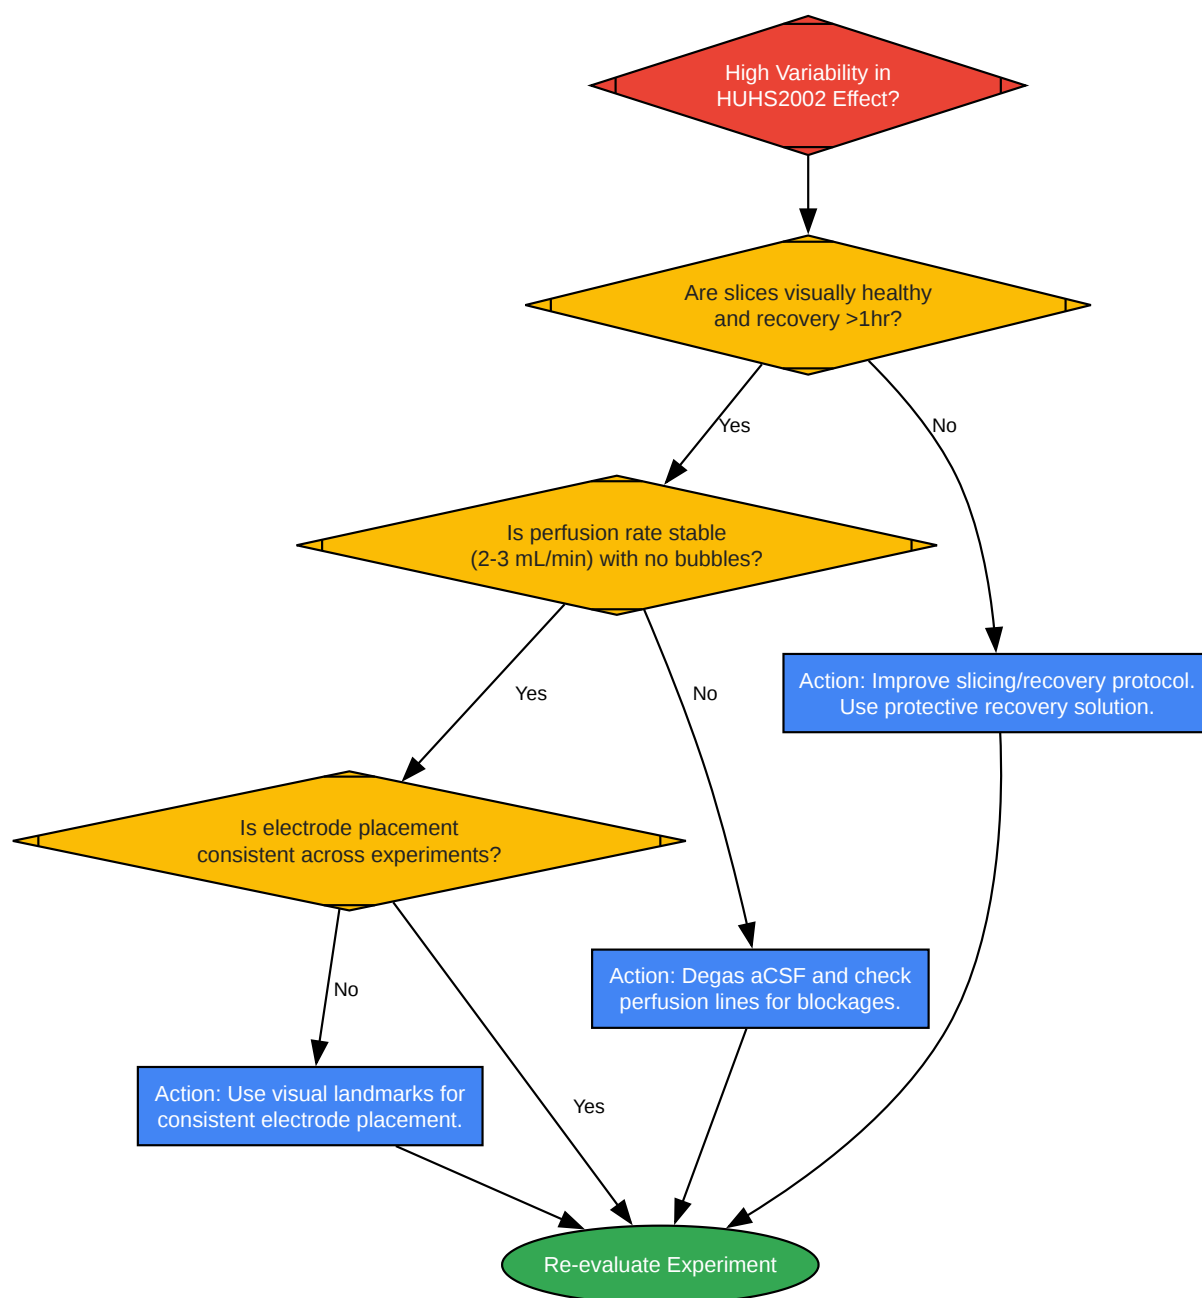 High Variability in
HUHS2002 Effect?
Are slices visually healthy
and recovery >1hr?
Yes
No
Is perfusion rate stable
(2-3 mL/min) with no bubbles?
Yes
No
Action: Improve slicing/recovery protocol.
Use protective recovery solution.
Is electrode placement
consistent across experiments?
No
Yes
Action: Degas aCSF and check
perfusion lines for blockages.
Action: Use visual landmarks for
consistent electrode placement.
Re-evaluate Experiment